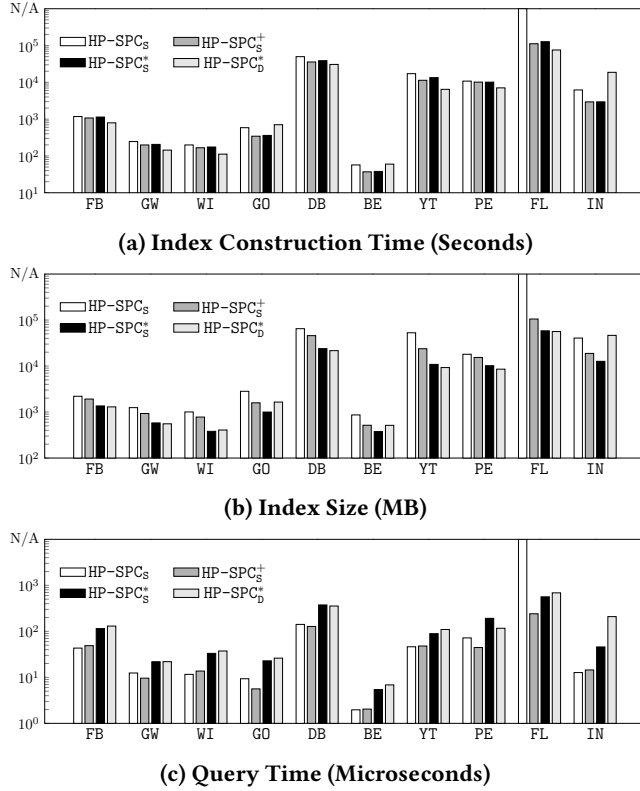 N/A
HP-SPC_S HP-SPC_S^+
10^5
HP-SPC_S^* HP-SPC_D^*
10^4
10^3
10^2
10^1
FB GW WI GO DB BE YT PE FL IN
(a) Index Construction Time (Seconds)
N/A
HP-SPC_S HP-SPC_S^+
10^5
HP-SPC_S^* HP-SPC_D^*
10^4
10^3
10^2
FB GW WI GO DB BE YT PE FL IN
(b) Index Size (MB)
N/A
HP-SPC_S HP-SPC_S^+
10^3
HP-SPC_S^* HP-SPC_D^*
10^2
10^1
10^0
FB GW WI GO DB BE YT PE FL IN
(c) Query Time (Microseconds)